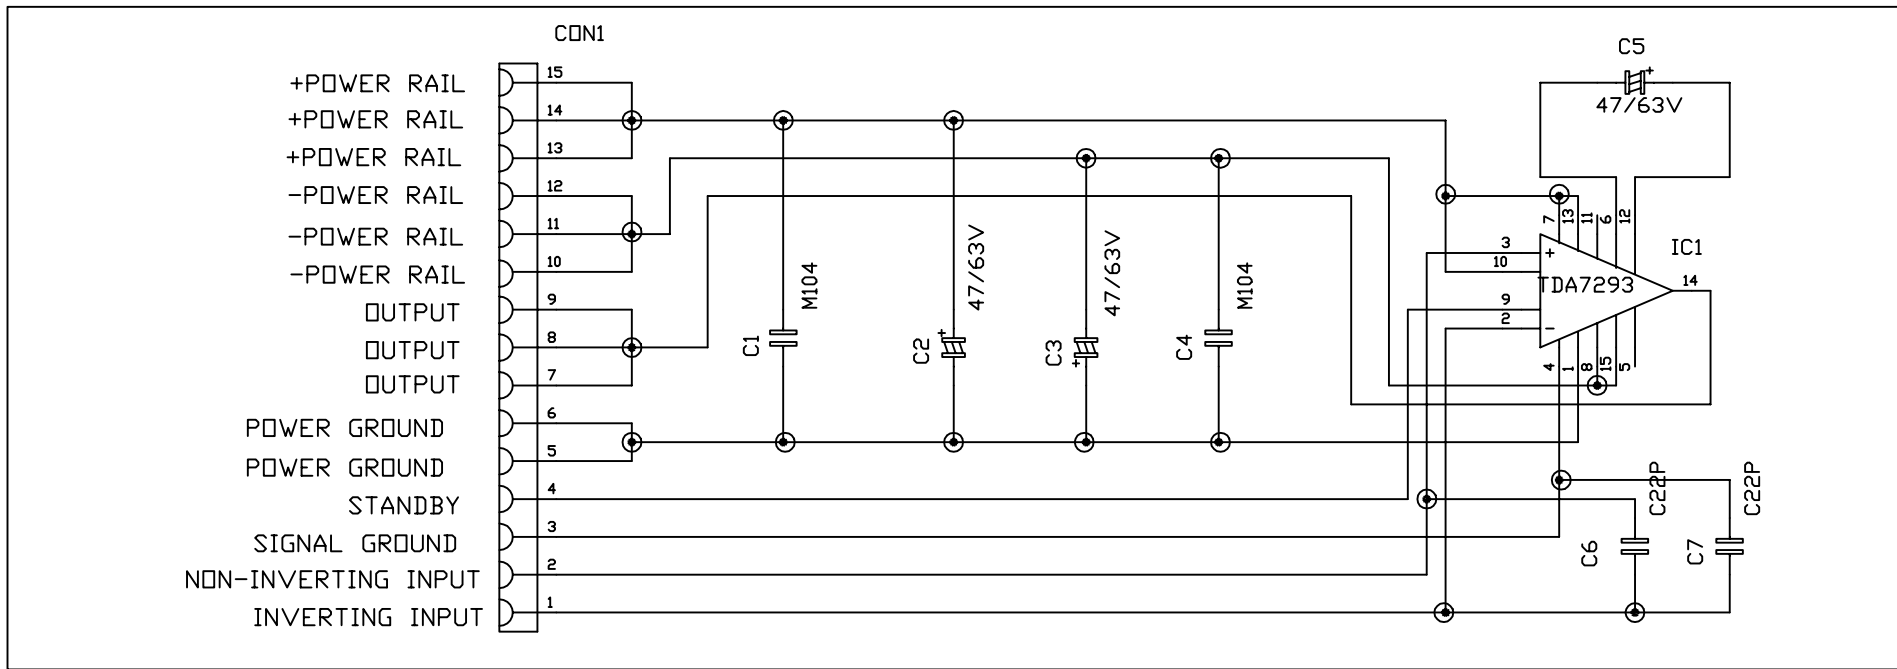 CON1
C5
+POWER RAIL 15
47/63V
+POWER RAIL 14
+POWER RAIL 13
-POWER RAIL 12
-POWER RAIL 11
-POWER RAIL 10
OUTPUT 9
OUTPUT 8
OUTPUT 7
POWER GROUND 6
POWER GROUND 5
STANDBY 4
SIGNAL GROUND 3
NON-INVERTING INPUT 2
INVERTING INPUT 1
C1
M104
C2
+
47/63V
C3
+
47/63V
C4
M104
+
7 13 11 6 12
IC1
3
+
10
TDA7293
14
9
2
-
4 1 8 15 5
C6
C22P
C7
C22P